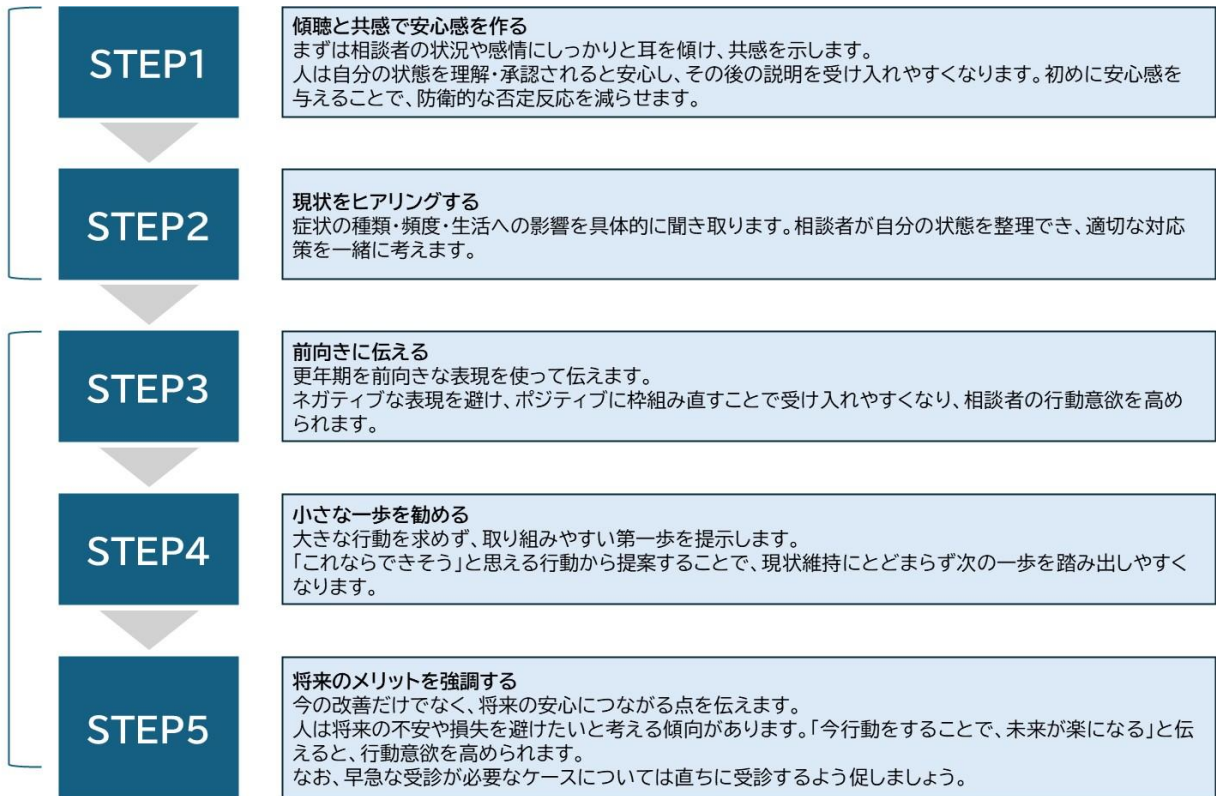 STEP1
傾聴と共感で安心感を作る
まずは相談者の状況や感情にしっかりと耳を傾け、共感を示します。
人は自分の状態を理解・承認されると安心し、その後の説明を受け入れやすくなります。初めに安心感を
与えることで、防衛的な否定反応を減らせます。
STEP2
現状をヒアリングする
症状の種類・頻度・生活への影響を具体的に聞き取ります。相談者が自分の状態を整理でき、適切な対応
策を一緒に考えます。
STEP3
前向きに伝える
更年期を前向きな表現を使って伝えます。
ネガティブな表現を避け、ポジティブに枠組み直すことで受け入れやすくなり、相談者の行動意欲を高め
られます。
STEP4
小さな一歩を勧める
大きな行動を求めず、取り組みやすい第一歩を提示します。
「これならできそう」と思える行動から提案することで、現状維持にとどまらず次の一歩を踏み出しやすく
なります。
STEP5
将来のメリットを強調する
今の改善だけでなく、将来の安心につながる点を伝えます。
人は将来の不安や損失を避けたいと考える傾向があります。「今行動をすることで、未来が楽になる」と伝
えると、行動意欲を高められます。
なお、早急な受診が必要なケースについては直ちに受診するよう促しましょう。